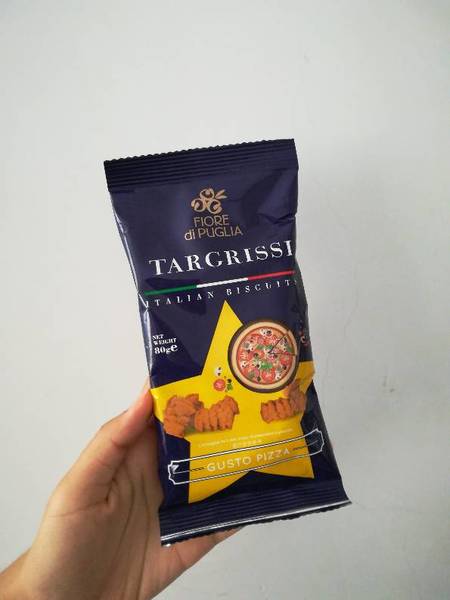 FIORE
di PUGLIA
TARGRISSI
ITALIAN BISCUITS
NET
WEIGHT
80g℮
GUSTO PIZZA